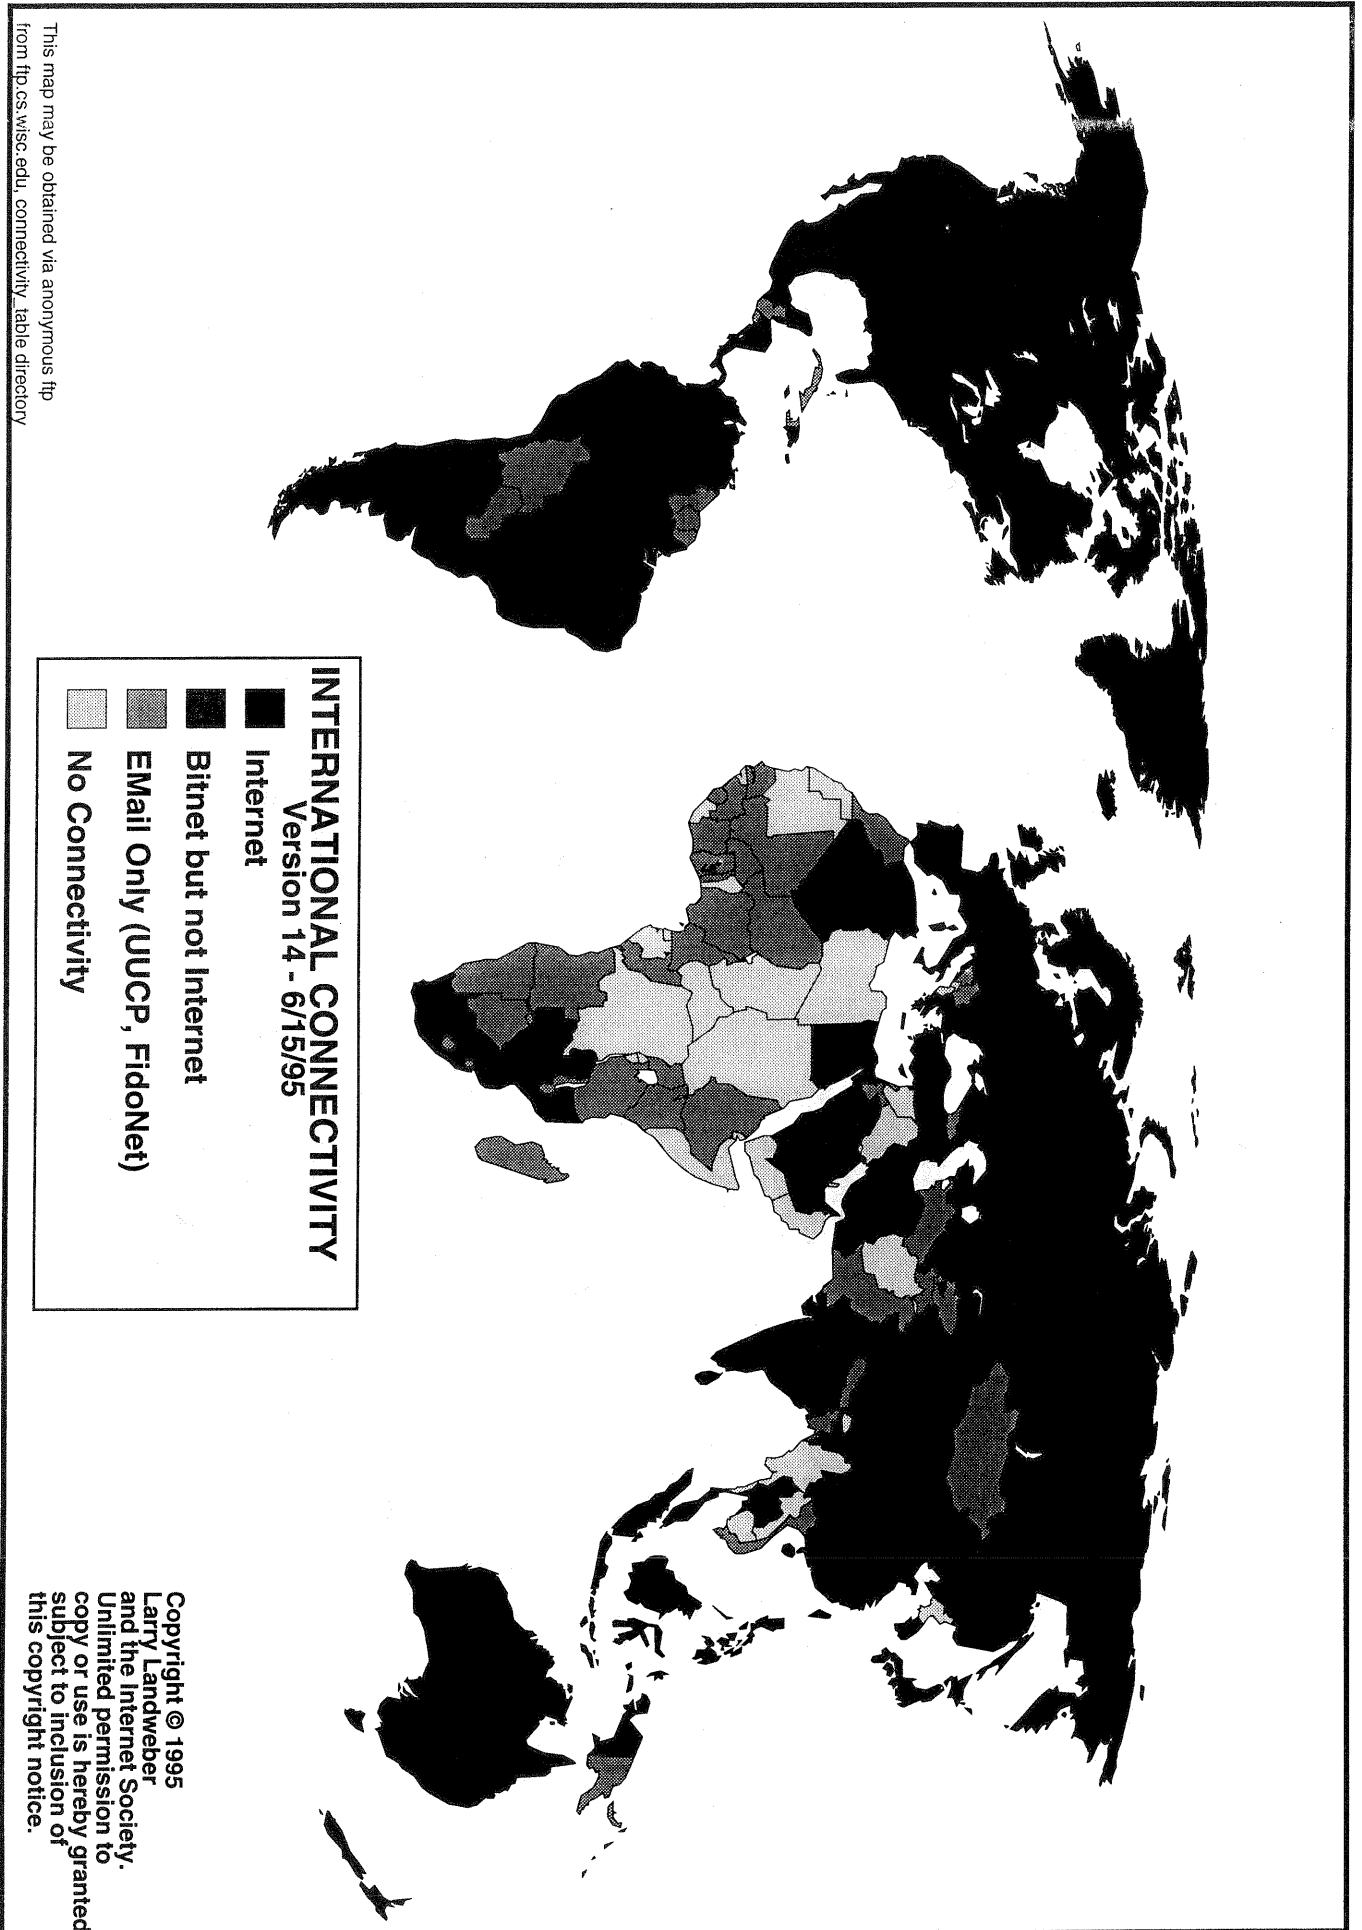 INTERNATIONAL CONNECTIVITY
Version 14 - 6/15/95
Internet
Bitnet but not Internet
EMail Only (UUCP, FidoNet)
No Connectivity
This map may be obtained via anonymous ftp
from ftp.cs.wisc.edu, connectivity_table directory
Copyright © 1995
Larry Landweber
and the Internet Society.
Unlimited permission to
copy or use is hereby granted
subject to inclusion of
this copyright notice.